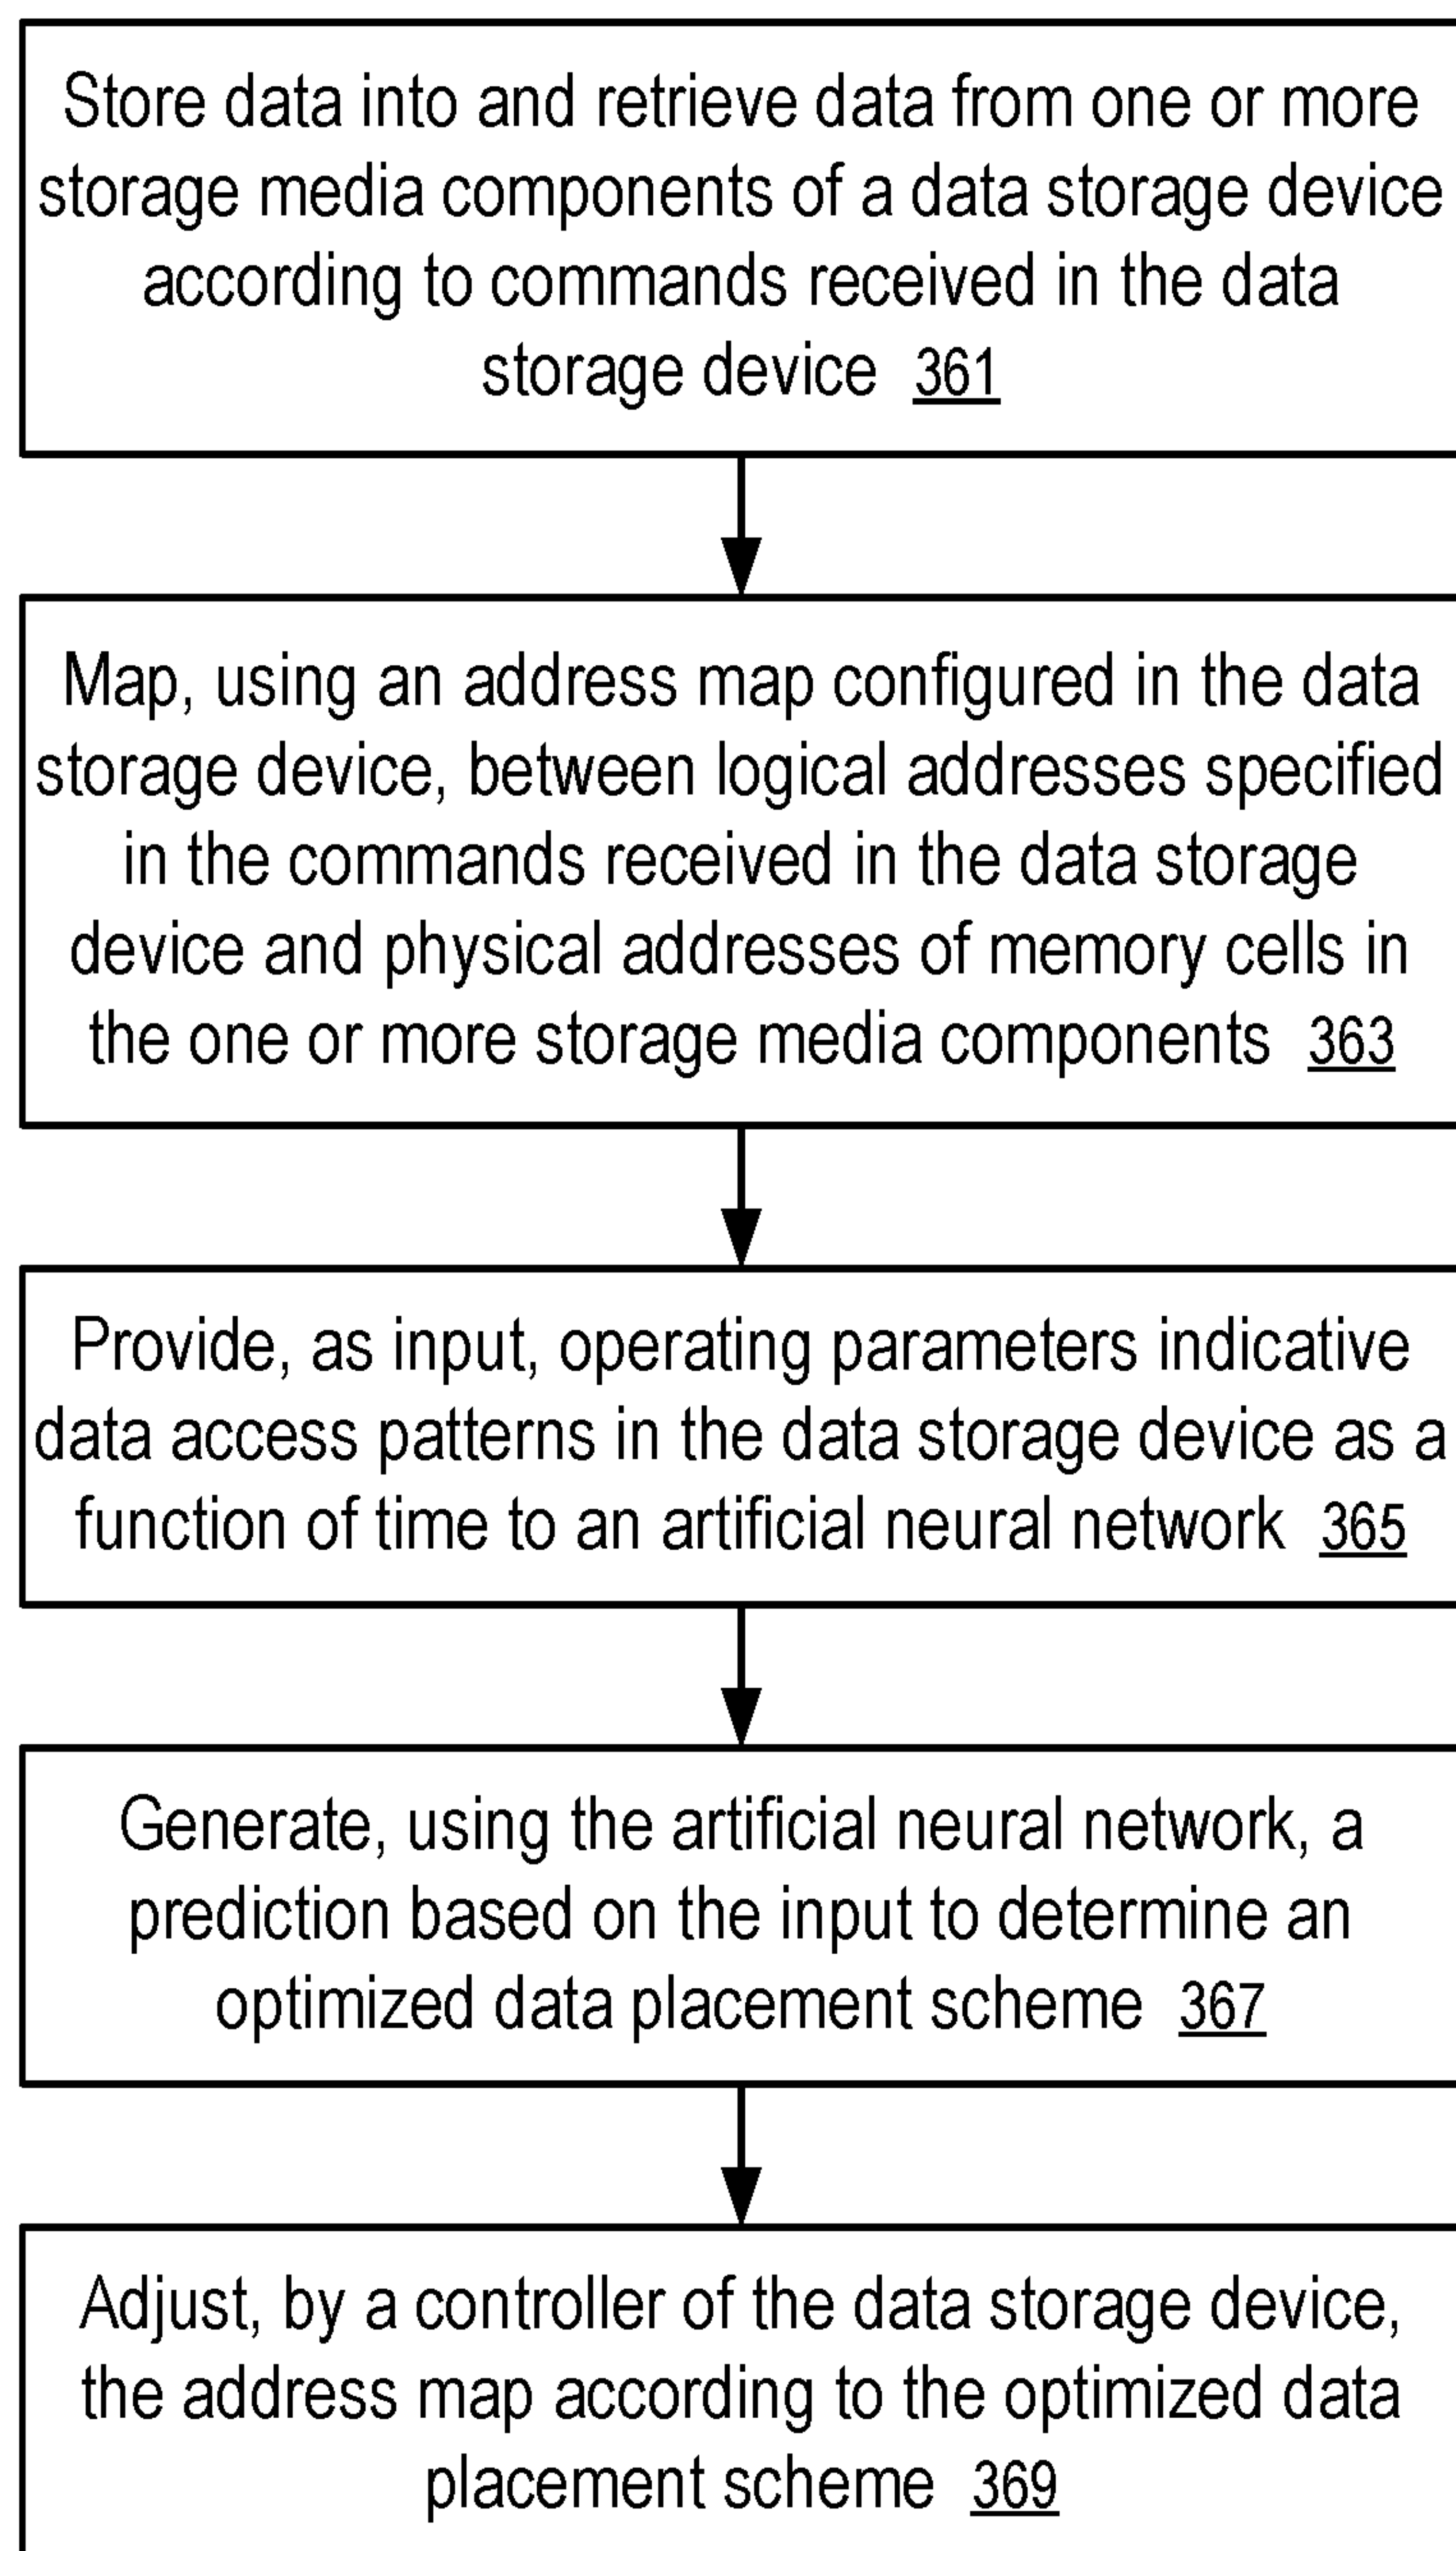 Store data into and retrieve data from one or more
storage media components of a data storage device
according to commands received in the data
storage device 361
Map, using an address map configured in the data
storage device, between logical addresses specified
in the commands received in the data storage
device and physical addresses of memory cells in
the one or more storage media components 363
Provide, as input, operating parameters indicative
data access patterns in the data storage device as a
function of time to an artificial neural network 365
Generate, using the artificial neural network, a
prediction based on the input to determine an
optimized data placement scheme 367
Adjust, by a controller of the data storage device,
the address map according to the optimized data
placement scheme 369